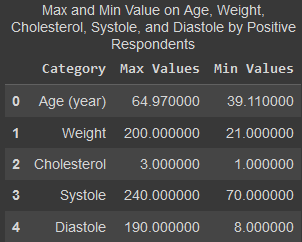 Max and Min Value on Age, Weight,
Cholesterol, Systole, and Diastole by Positive
Respondents
Category Max Values Min Values
0 Age (year) 64.970000 39.110000
1 Weight 200.000000 21.000000
2 Cholesterol 3.000000 1.000000
3 Systole 240.000000 70.000000
4 Diastole 190.000000 8.000000